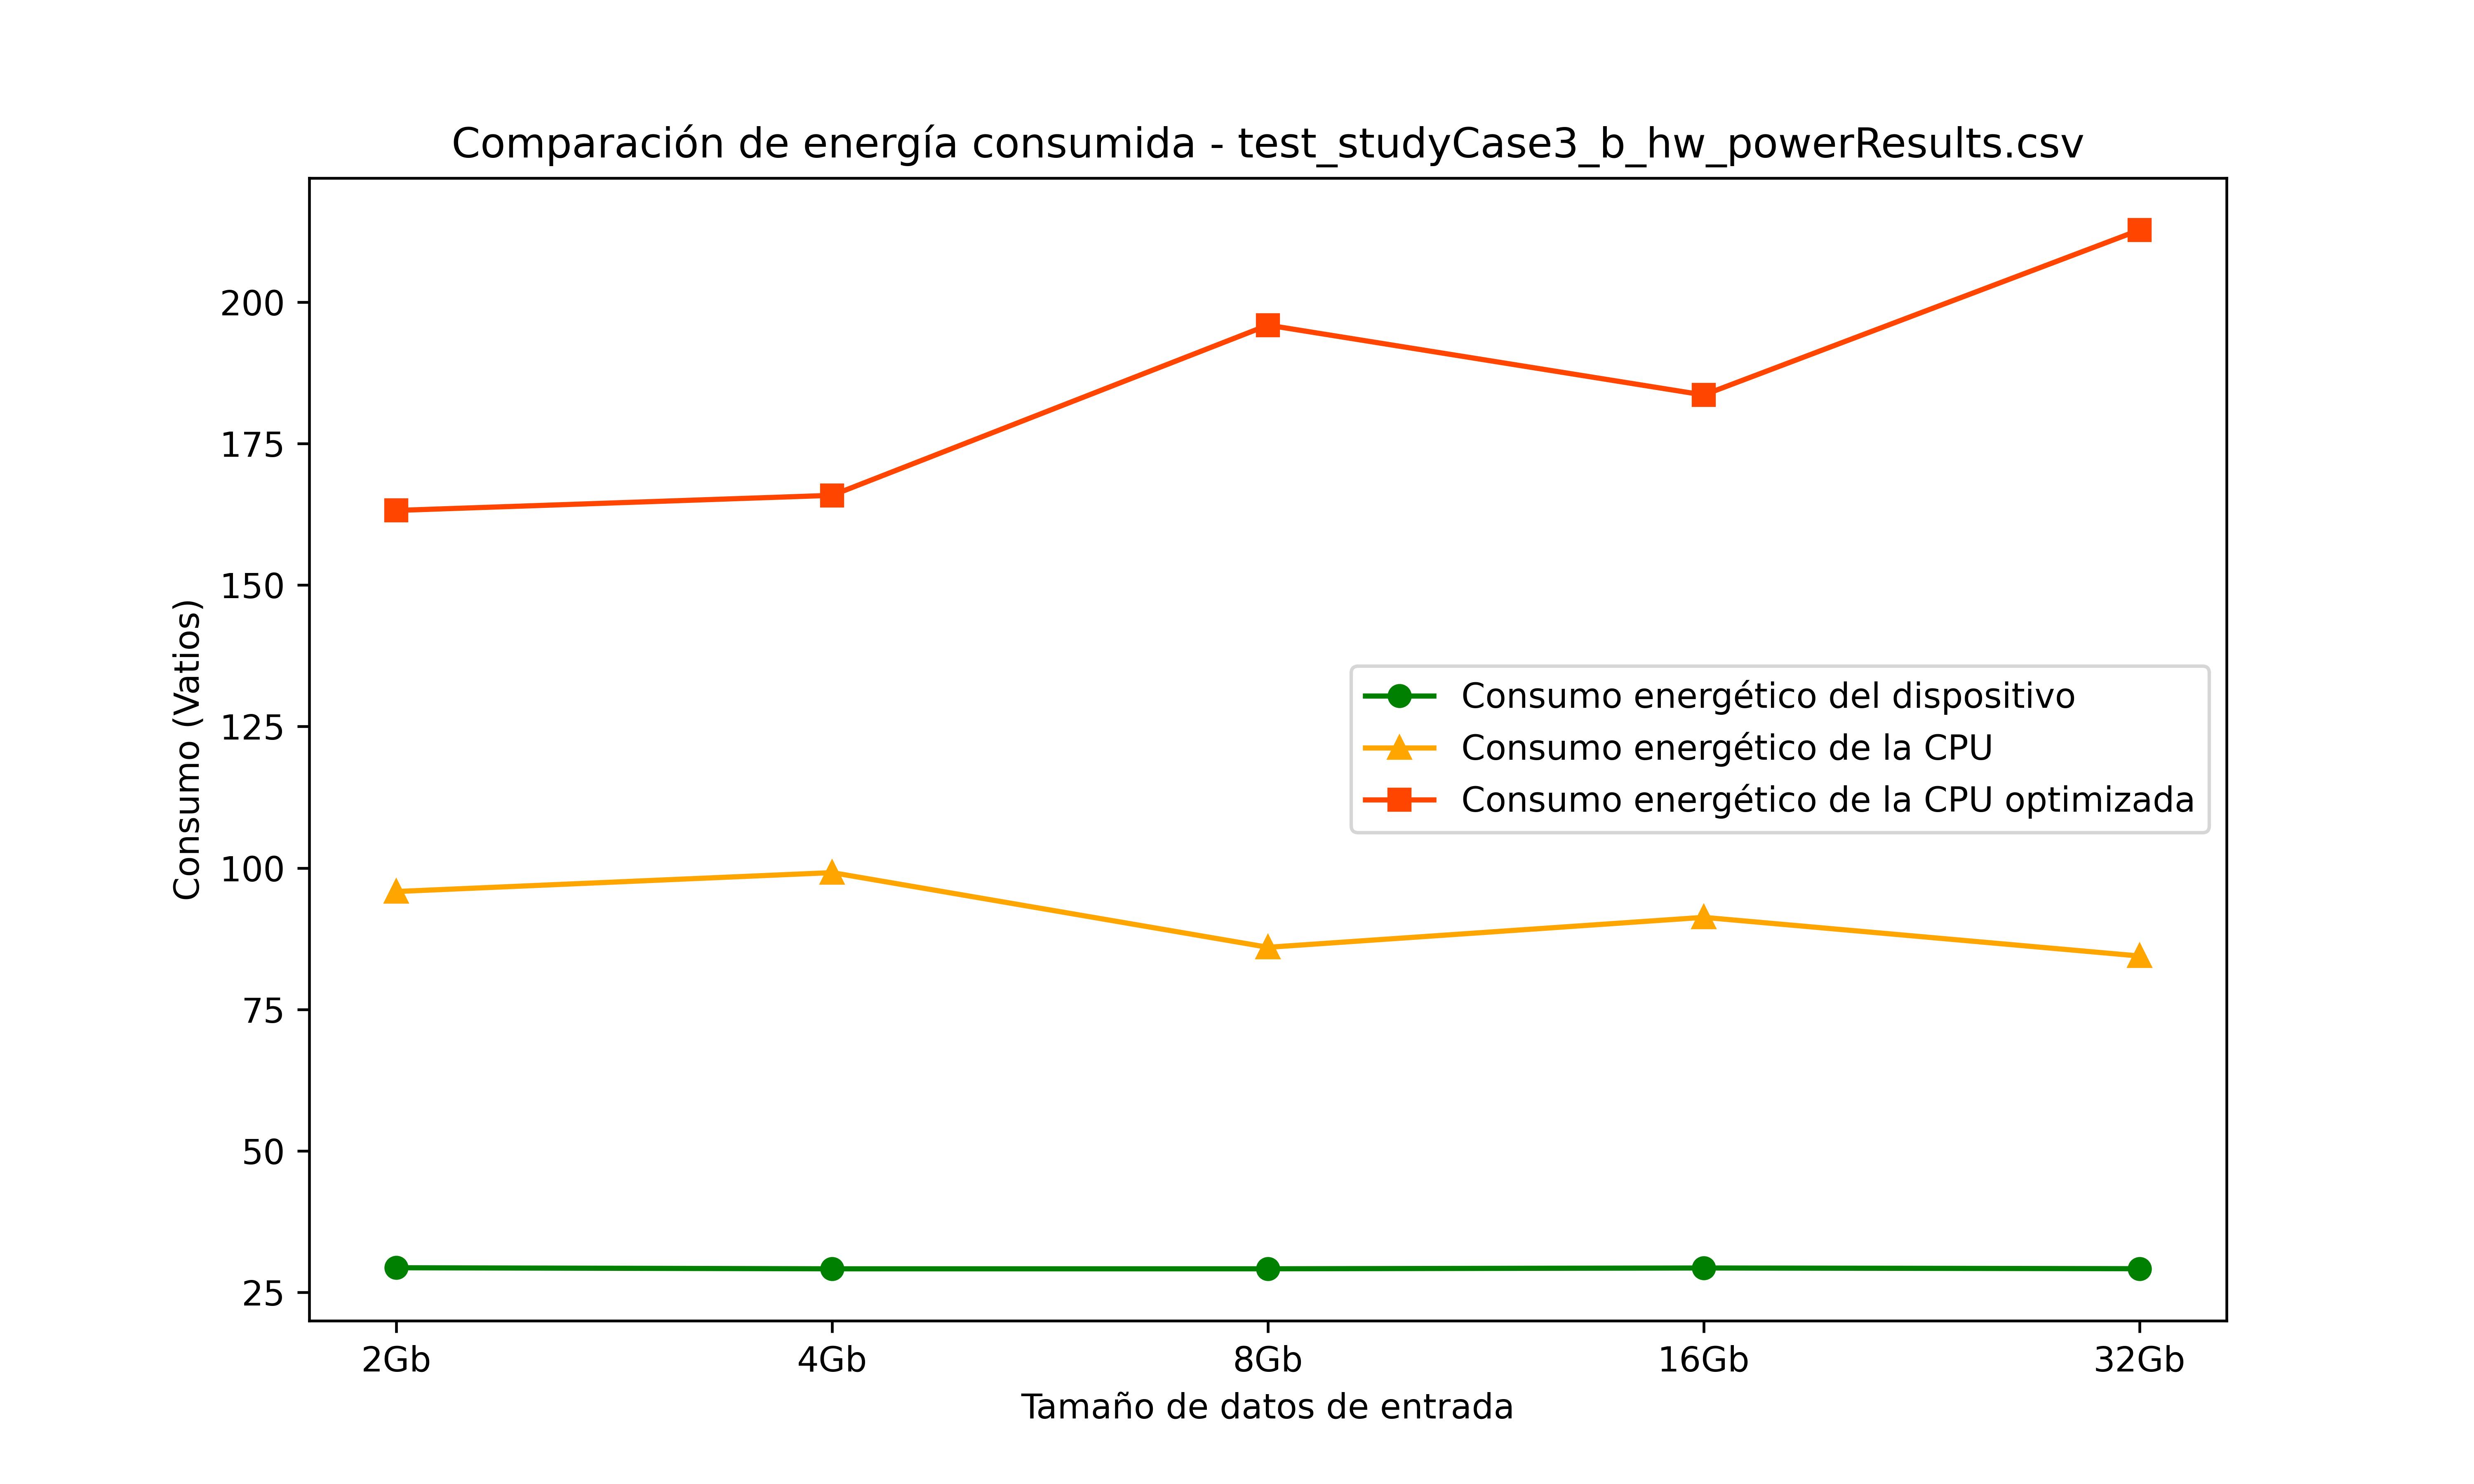 Comparación de energía consumida - test_studyCase3_b_hw_powerResults.csv
200
175
150
125
100
75
50
25
Consumo (Vatios)
Consumo energético del dispositivo
Consumo energético de la CPU
Consumo energético de la CPU optimizada
2Gb 4Gb 8Gb 16Gb 32Gb
Tamaño de datos de entrada